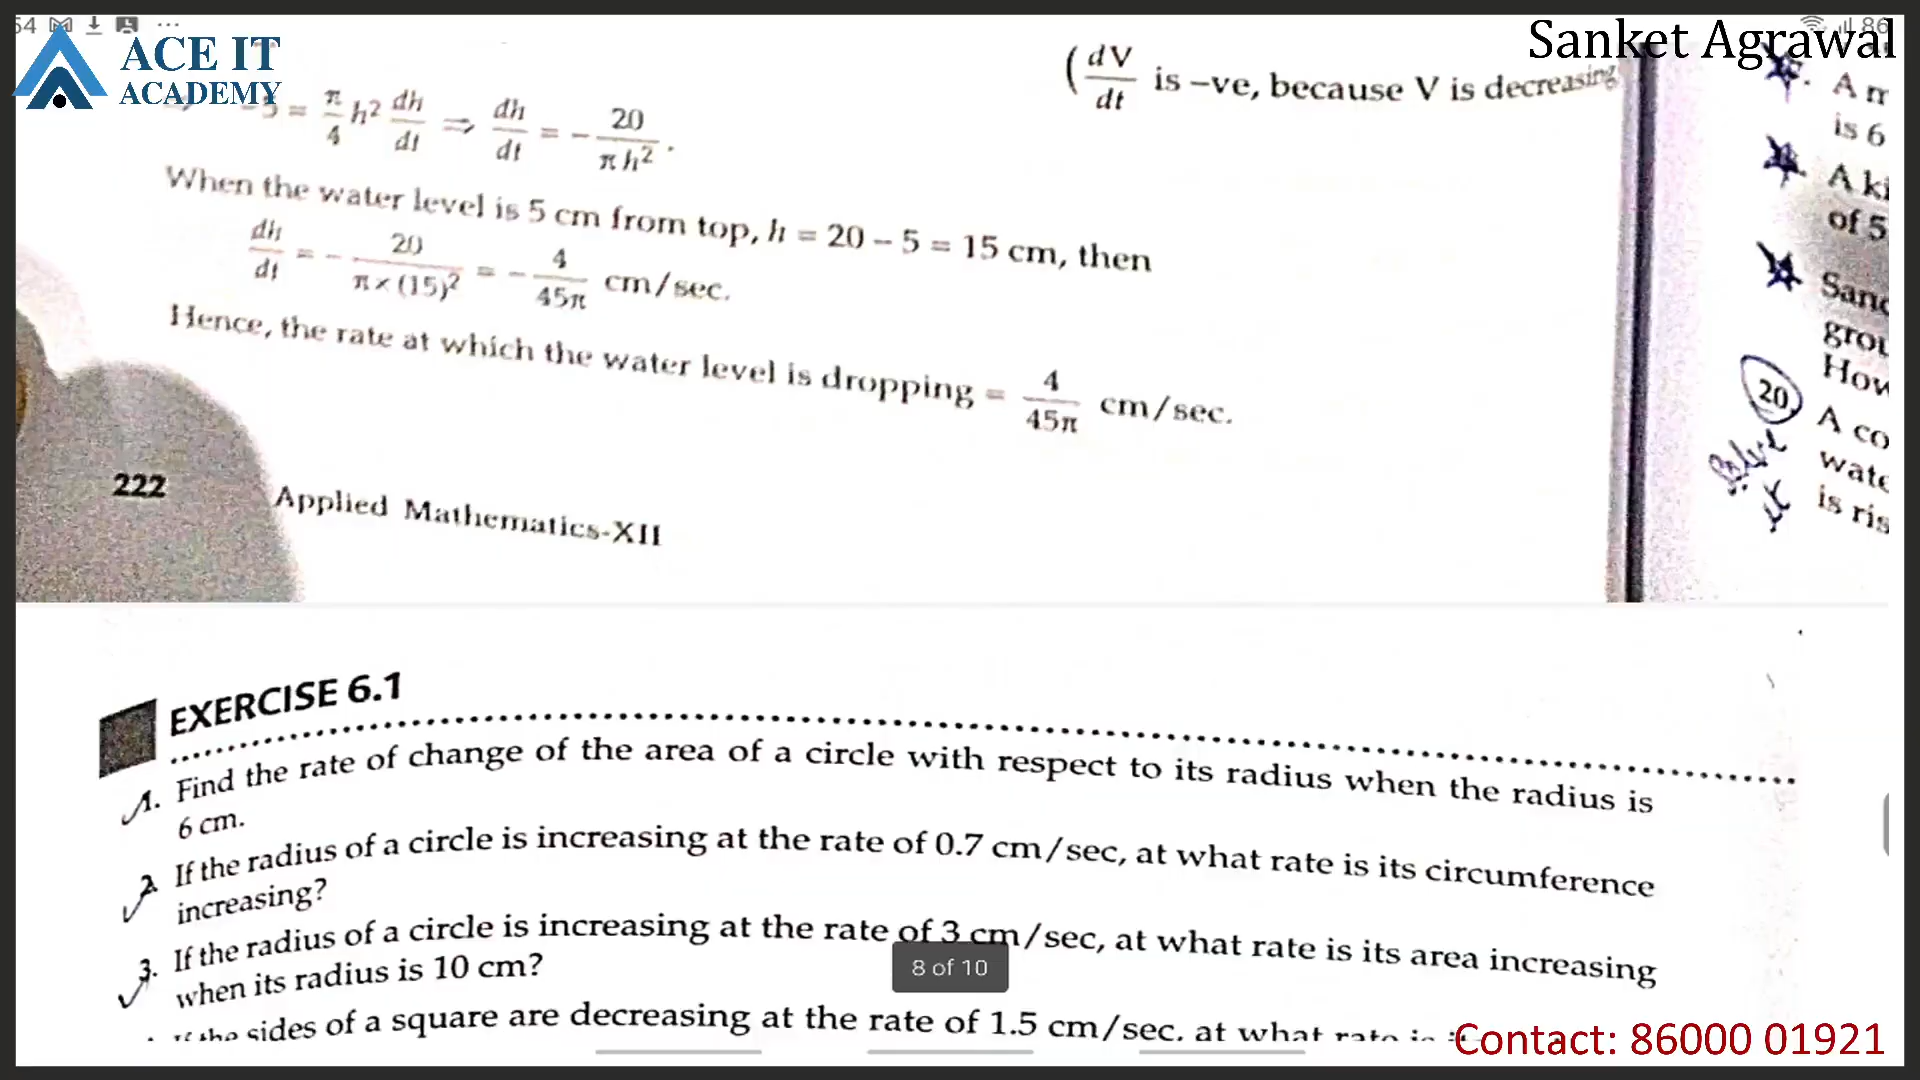 Sanket Agrawal
ACE IT
ACADEMY
(dV/dt is –ve, because V is decreasing
-5 = π/4 h² dh/dt ⇒ dh/dt = – 20/πh².
When the water level is 5 cm from top, h = 20 – 5 = 15 cm, then
dh/dt = – 20/π×(15)² = – 4/45π cm/sec.
Hence, the rate at which the water level is dropping = 4/45π cm/sec.
222
Applied Mathematics-XII
is 6
of 5
20
A co
is ris
EXERCISE 6.1
1. Find the rate of change of the area of a circle with respect to its radius when the radius is
6 cm.
2. If the radius of a circle is increasing at the rate of 0.7 cm/sec, at what rate is its circumference
increasing?
3. If the radius of a circle is increasing at the rate of 3 cm/sec, at what rate is its area increasing
when its radius is 10 cm?
8 of 10
If the sides of a square are decreasing at the rate of 1.5 cm/sec, at what rate is
Contact: 86000 01921